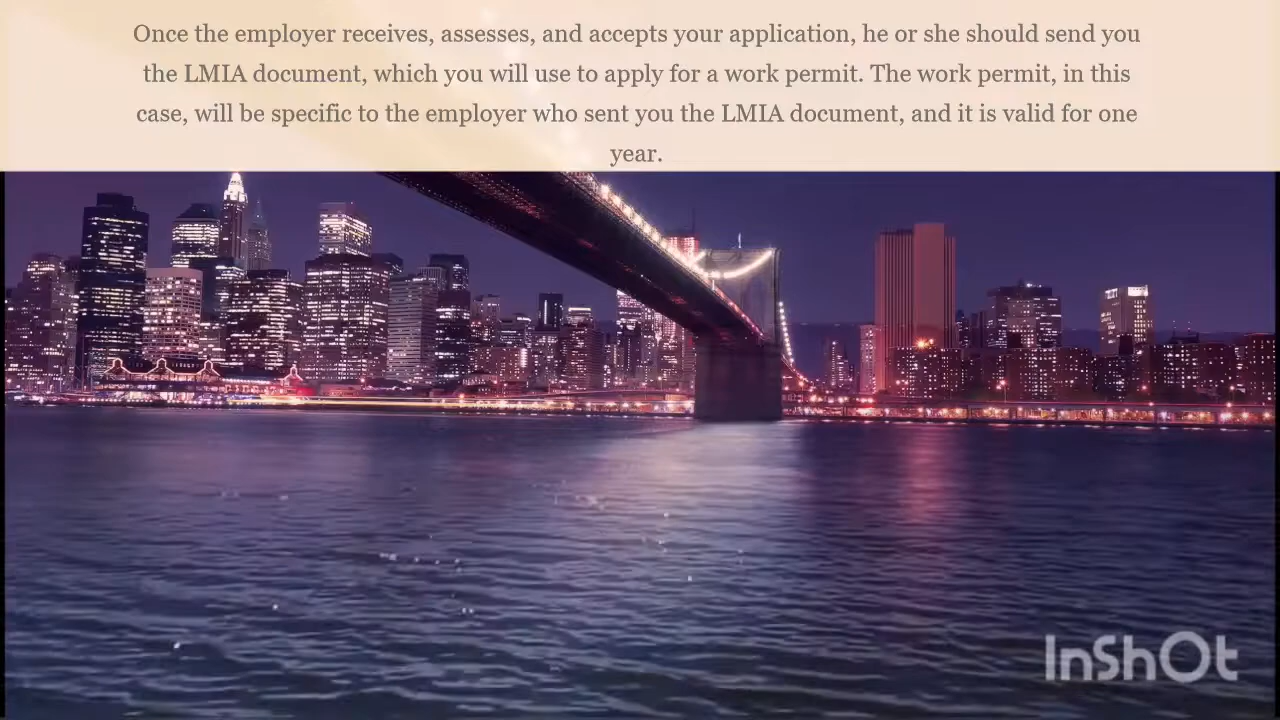 Once the employer receives, assesses, and accepts your application, he or she should send you
the LMIA document, which you will use to apply for a work permit. The work permit, in this
case, will be specific to the employer who sent you the LMIA document, and it is valid for one
year.
InShOt